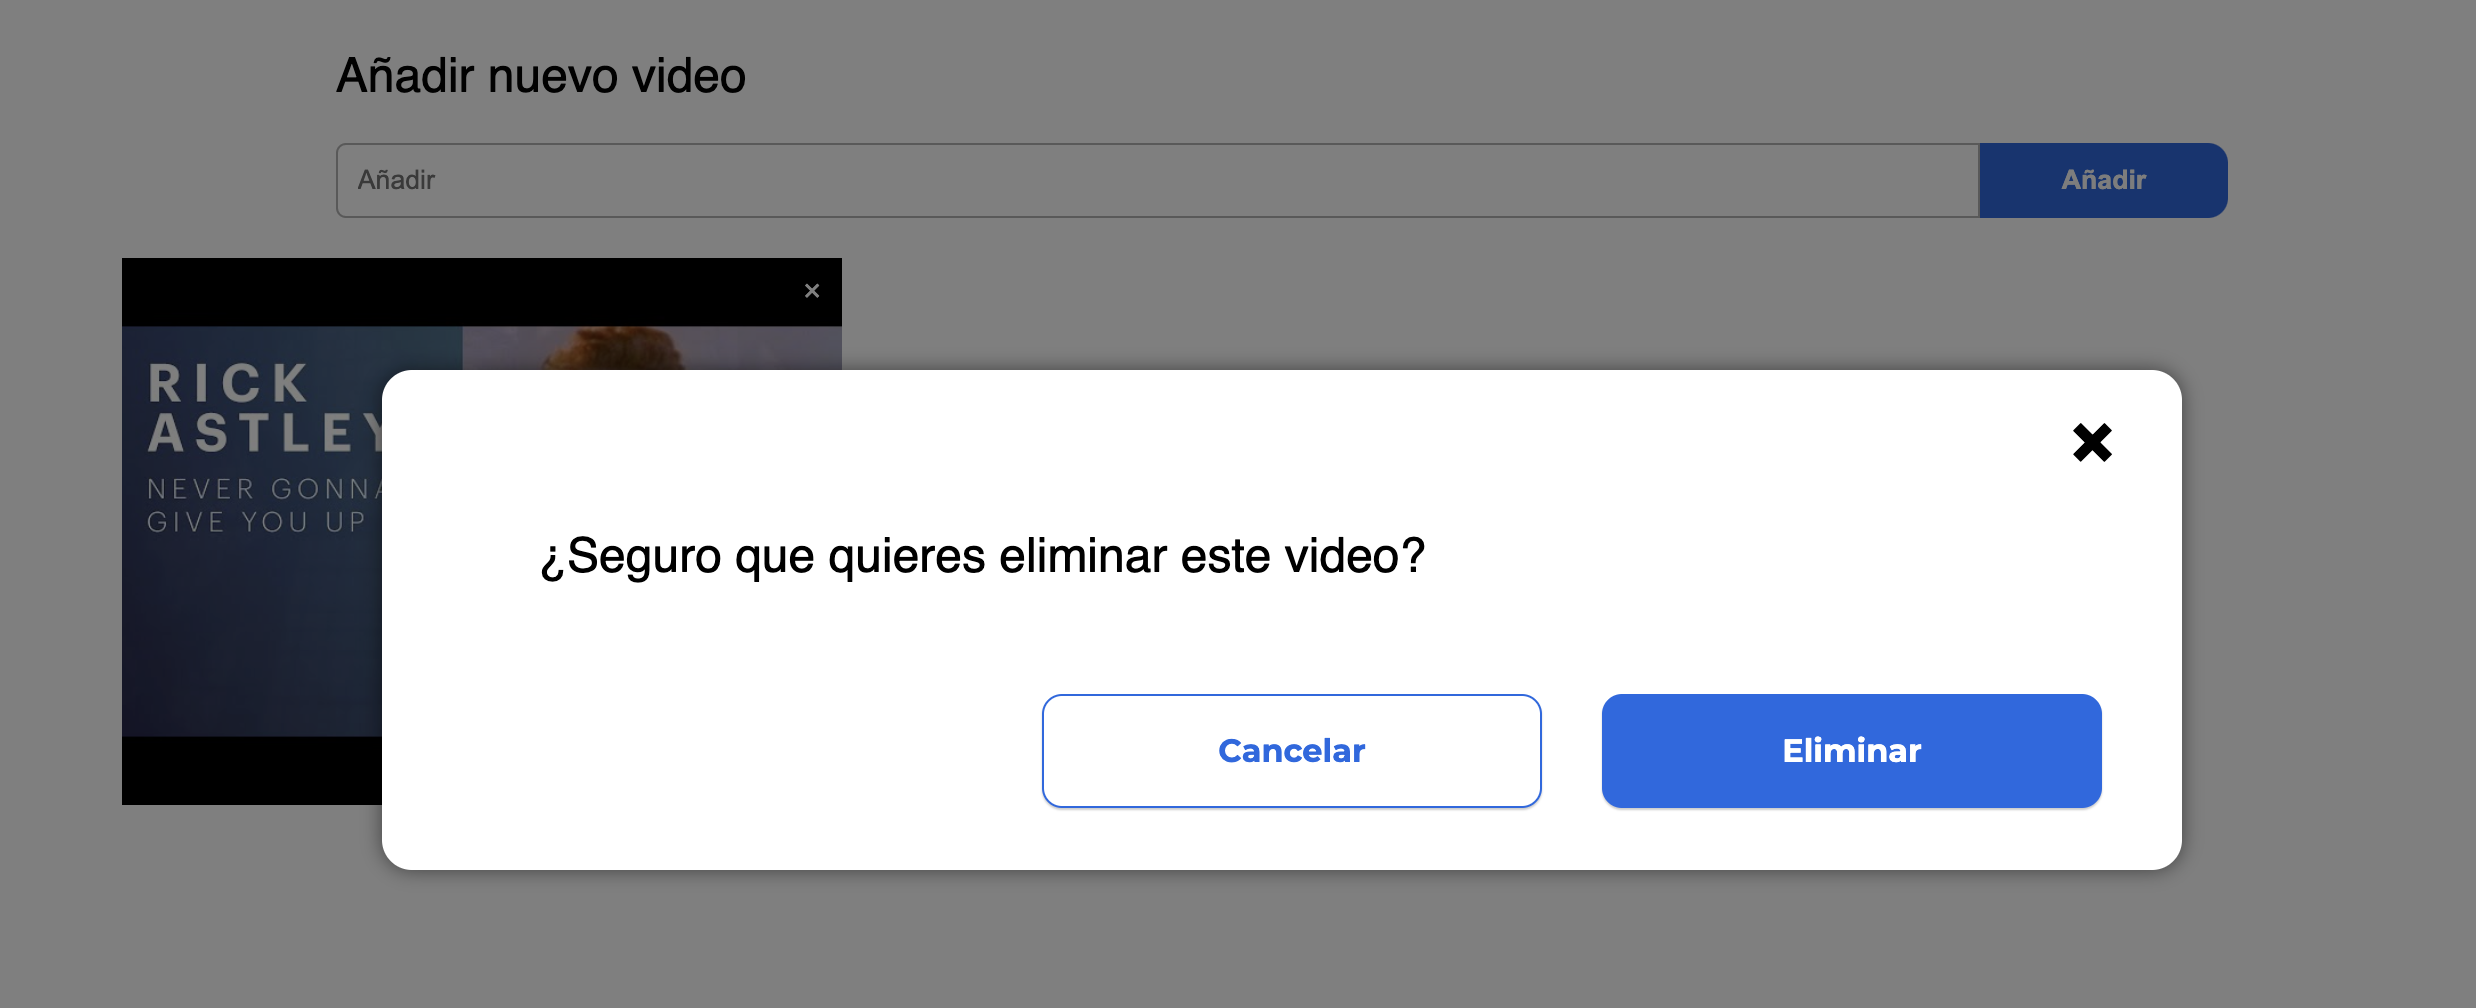 Añadir nuevo video
Añadir
Añadir
RICK
ASTLEY
NEVER GONNA
GIVE YOU UP
¿Seguro que quieres eliminar este video?
Cancelar
Eliminar